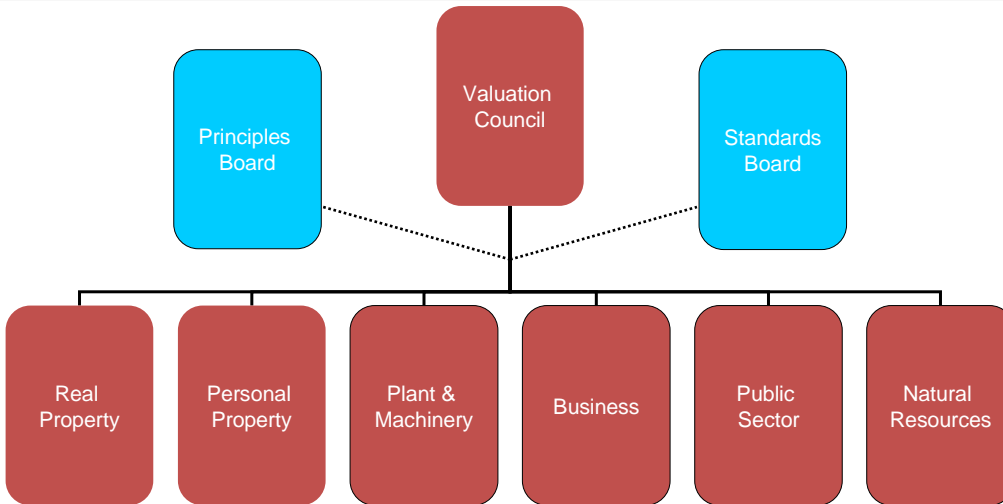 Valuation
Council
Principles
Board
Standards
Board
Real
Property
Personal
Property
Plant &
Machinery
Business
Public
Sector
Natural
Resources